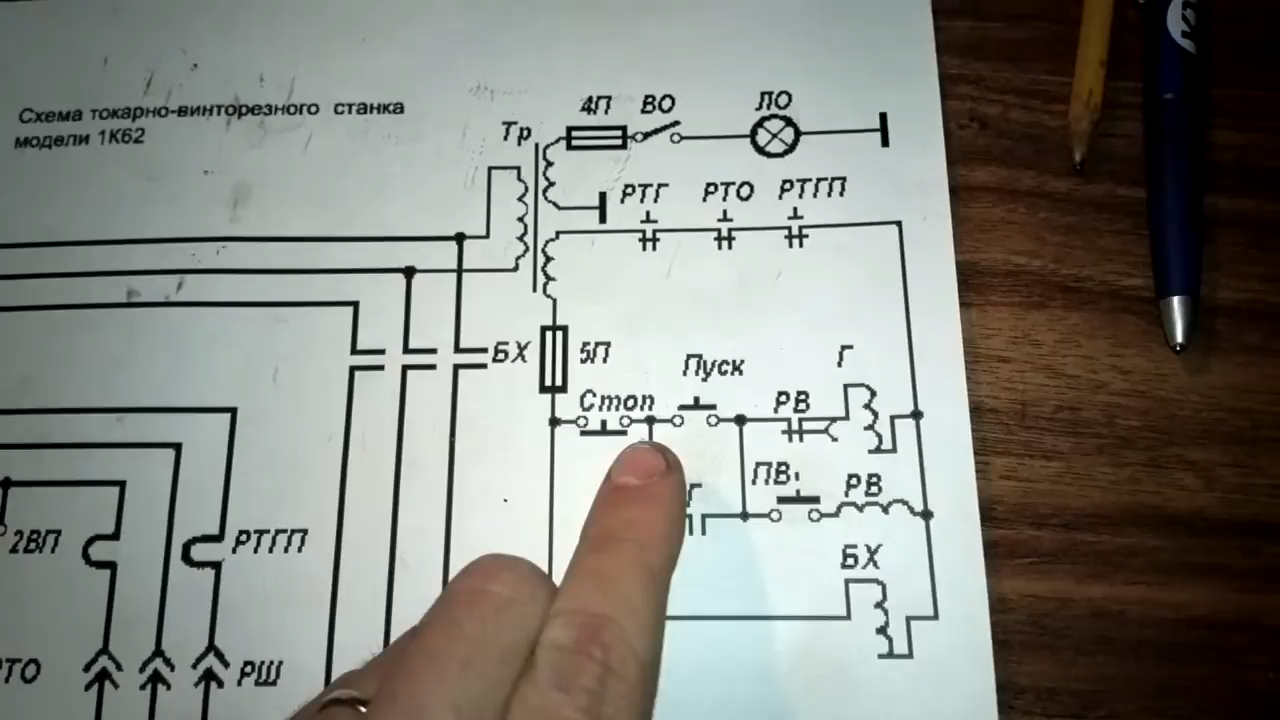 Схема токарно-винторезного станка
модели 1К62
Тр
4П
ВО
ЛО
РТГ
РТО
РТГП
БХ
5П
Стоп
Пуск
РВ
Г
Г
ПВ
РВ
БХ
2ВП
РТГП
РТО
РШ